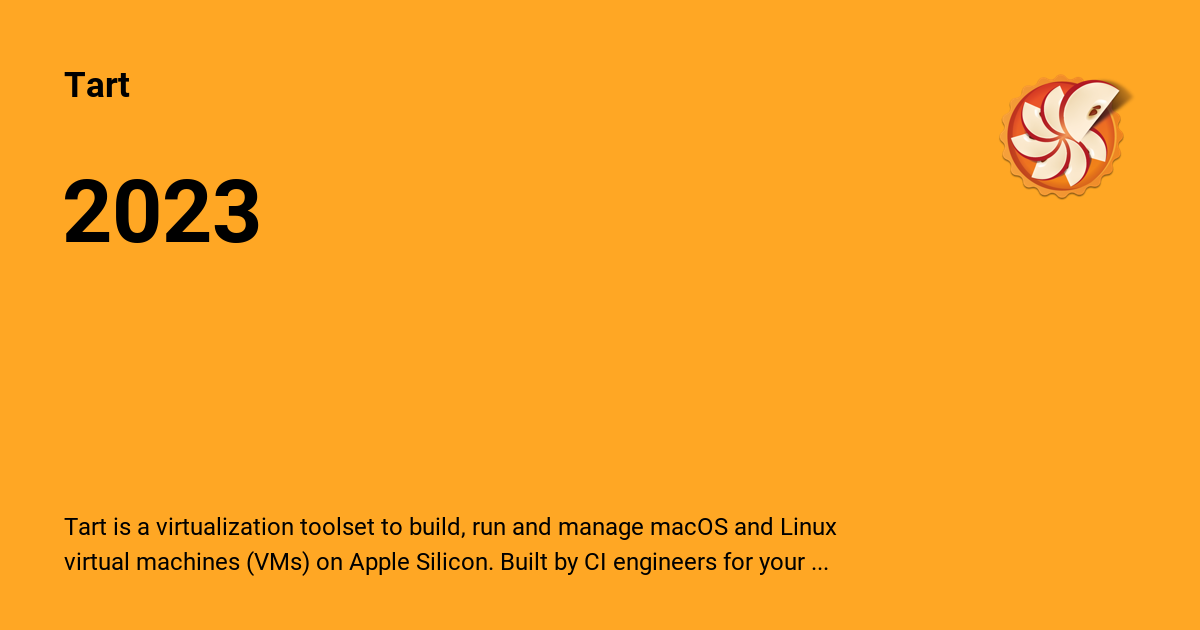 Tart
2023
Tart is a virtualization toolset to build, run and manage macOS and Linux
virtual machines (VMs) on Apple Silicon. Built by CI engineers for your ...